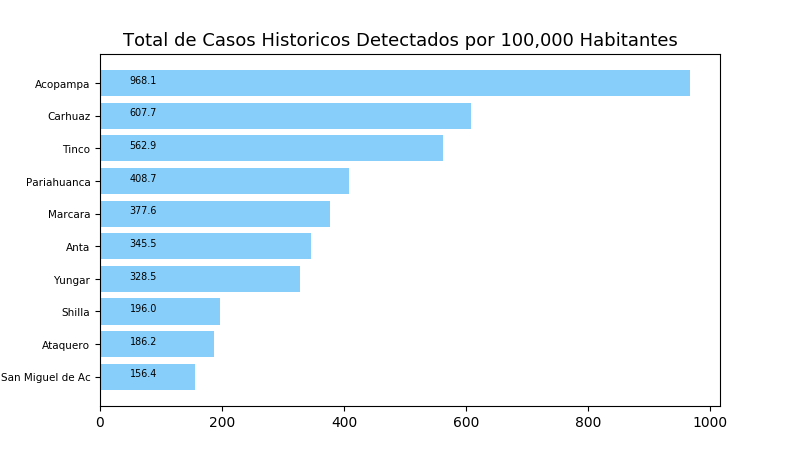 Total de Casos Historicos Detectados por 100,000 Habitantes
Acopampa 968.1
Carhuaz 607.7
Tinco 562.9
Pariahuanca 408.7
Marcara 377.6
Anta 345.5
Yungar 328.5
Shilla 196.0
Ataquero 186.2
San Miguel de Ac 156.4
0 200 400 600 800 1000